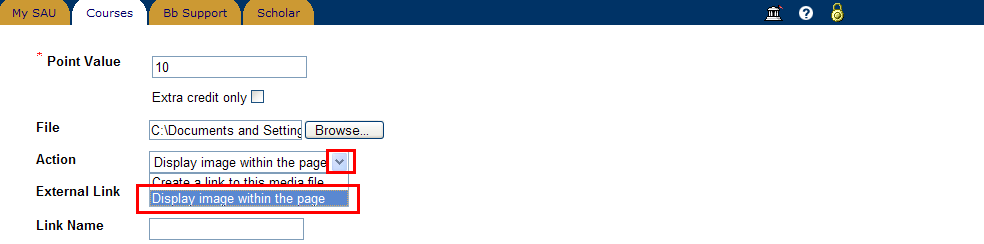 My SAU Courses Bb Support Scholar
* Point Value 10
Extra credit only
File C:\Documents and Setting Browse...
Action Display image within the page
Create a link to this media file
External Link Display image within the page
Link Name